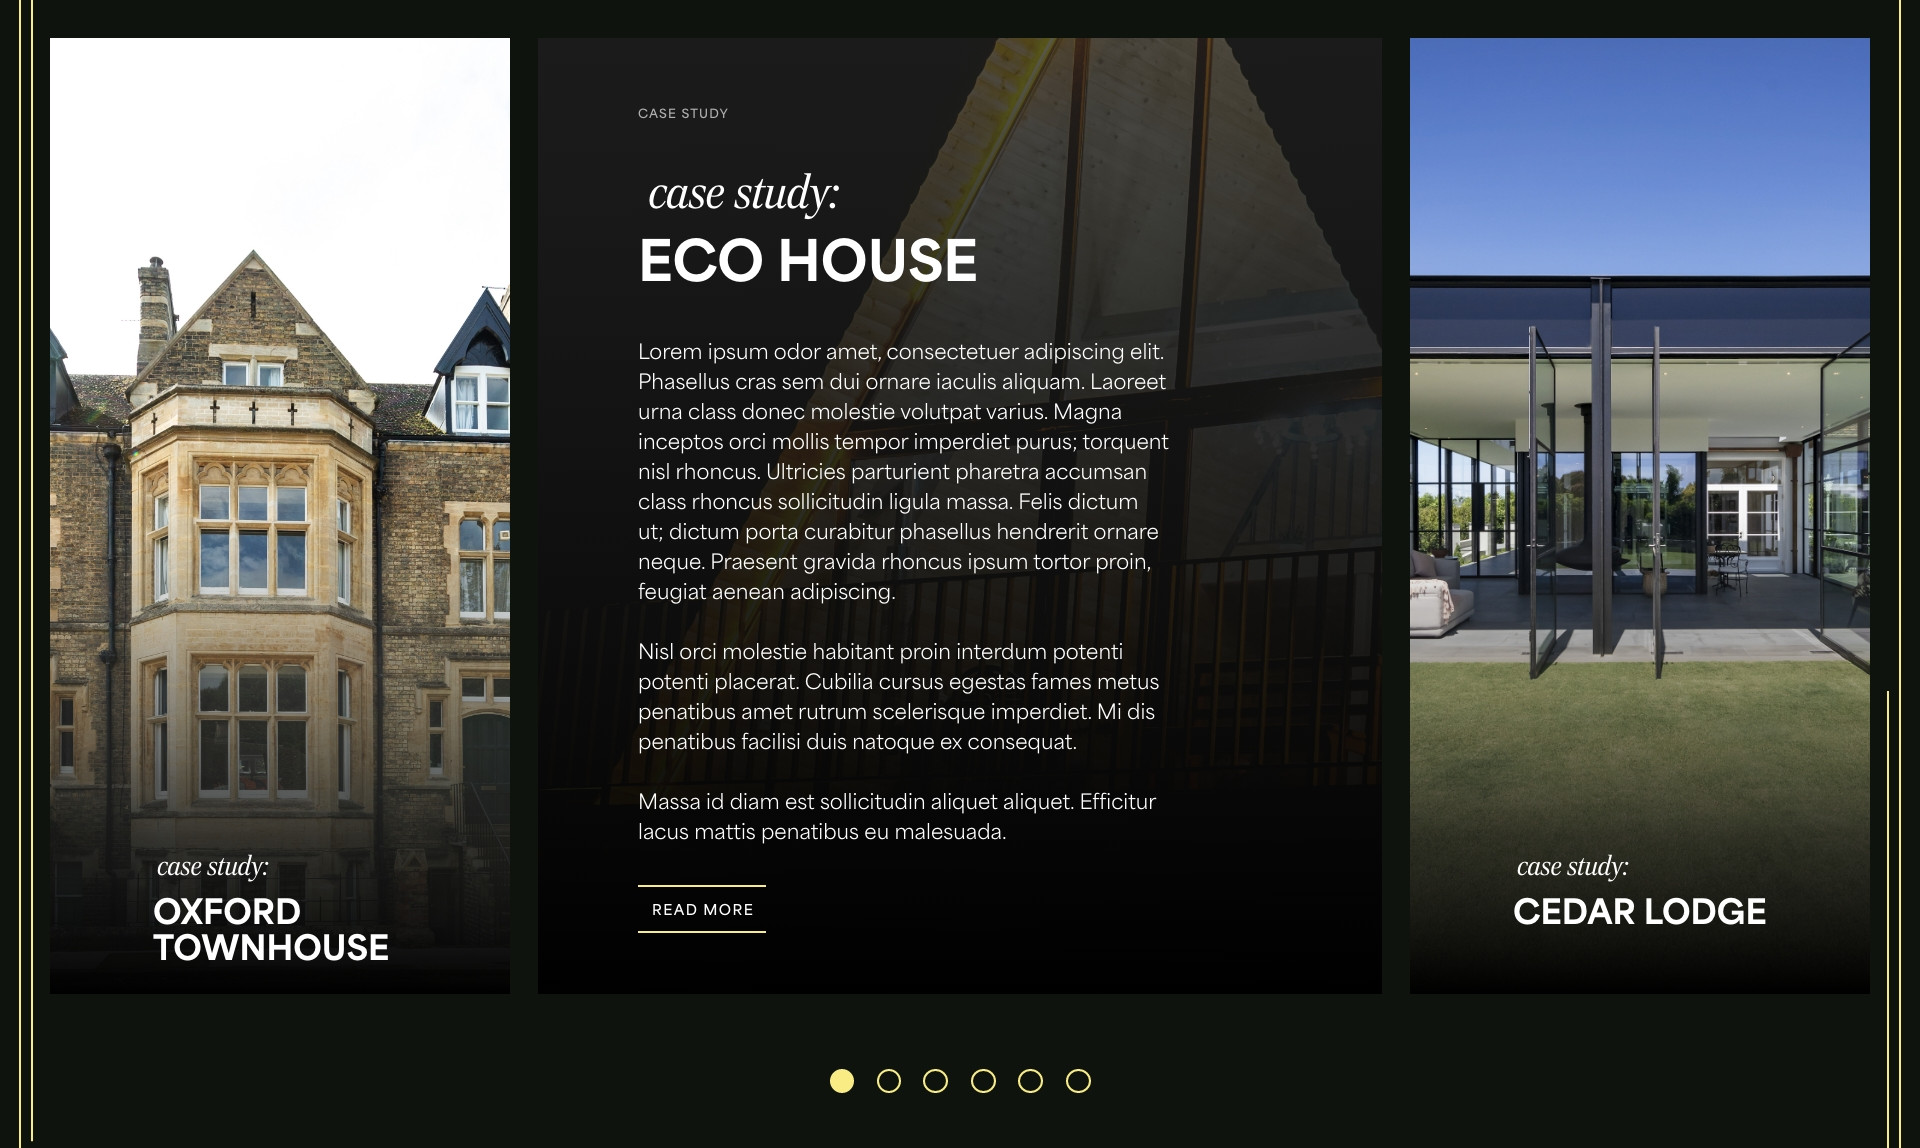 case study:
OXFORD
TOWNHOUSE
CASE STUDY
case study:
ECO HOUSE
Lorem ipsum odor amet, consectetuer adipiscing elit.
Phasellus cras sem dui ornare iaculis aliquam. Laoreet
urna class donec molestie volutpat varius. Magna
inceptos orci mollis tempor imperdiet purus; torquent
nisl rhoncus. Ultricies parturient pharetra accumsan
class rhoncus sollicitudin ligula massa. Felis dictum
ut; dictum porta curabitur phasellus hendrerit ornare
neque. Praesent gravida rhoncus ipsum tortor proin,
feugiat aenean adipiscing.
Nisl orci molestie habitant proin interdum potenti
potenti placerat. Cubilia cursus egestas fames metus
penatibus amet rutrum scelerisque imperdiet. Mi dis
penatibus facilisi duis natoque ex consequat.
Massa id diam est sollicitudin aliquet aliquet. Efficitur
lacus mattis penatibus eu malesuada.
READ MORE
case study:
CEDAR LODGE